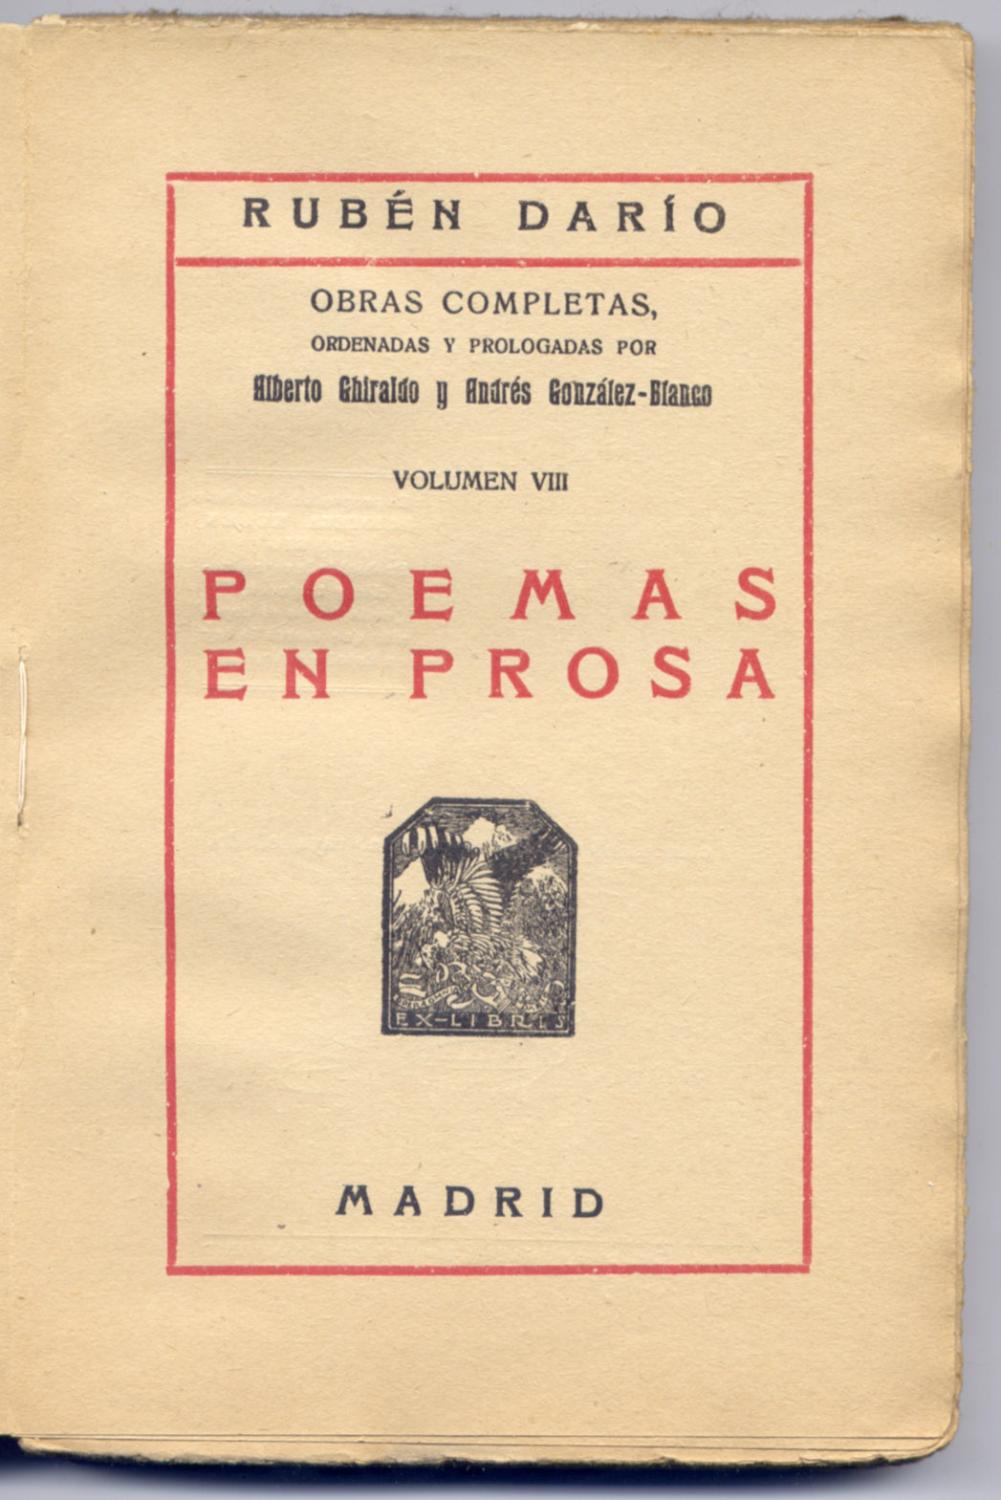 RUBÉN DARÍO
OBRAS COMPLETAS,
ORDENADAS Y PROLOGADAS POR
Alberto Ghiraldo y Andrés González-Blanco
VOLUMEN VIII
POEMAS
EN PROSA
EX-LIBRIS
MADRID